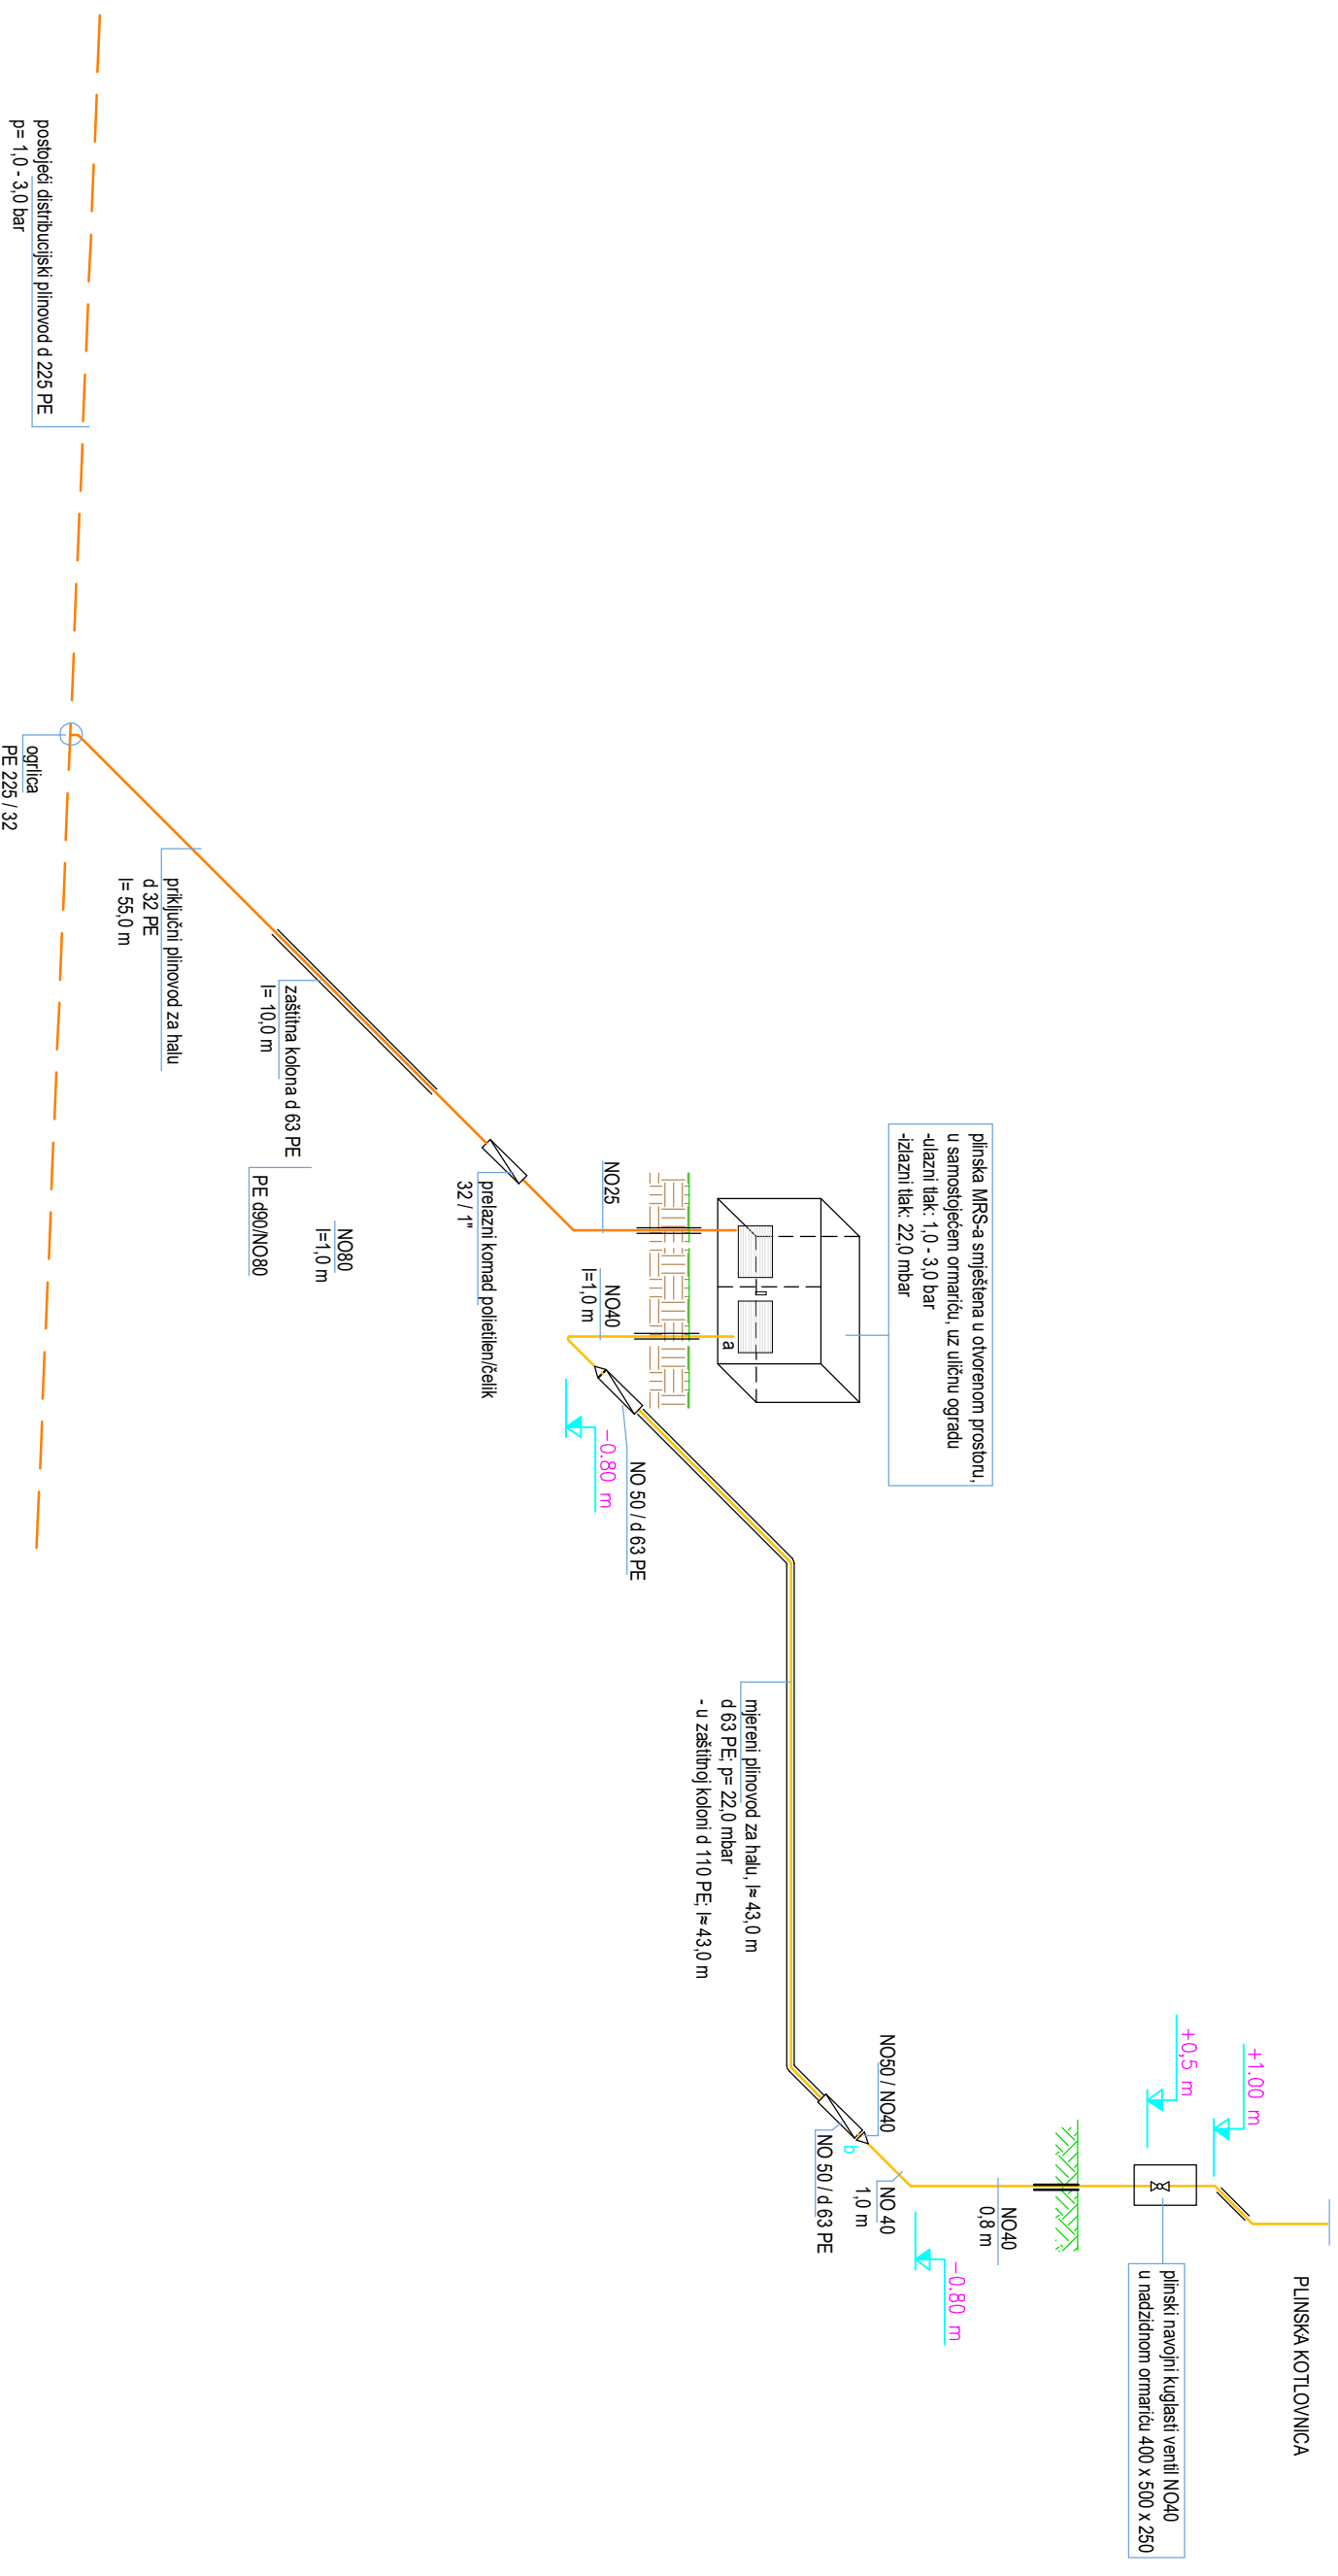 PLINSKA KOTLOVNICA
+1.00 m
+0,5 m
plinski navojni kuglasti ventil NO40
u nadzidnom ormariću 400 x 500 x 250
plinska MRS-a smještena u otvorenom prostoru,
u samostojećem ormariću, uz uličnu ogradu
-ulazni tlak: 1,0 - 3,0 bar
-izlazni tlak: 22,0 mbar
NO40
0,8 m
-0.80 m
NO50 / NO40
NO 40
1,0 m
b
NO 50 / d 63 PE
mjereni plinovod za halu, l≈ 43,0 m
d 63 PE; p= 22,0 mbar
- u zaštitnoj koloni d 110 PE; l≈ 43,0 m
a
NO25
NO40
l=1,0 m
NO 50 / d 63 PE
-0.80 m
prelazni komad polietilen/čelik
32 / 1"
NO80
l=1,0 m
PE d90/NO80
zaštitna kolona d 63 PE
l= 10,0 m
priključni plinovod za halu
d 32 PE
l= 55,0 m
postojeći distribucijski plinovod d 225 PE
p= 1,0 - 3,0 bar
ogrlica
PE 225 / 32